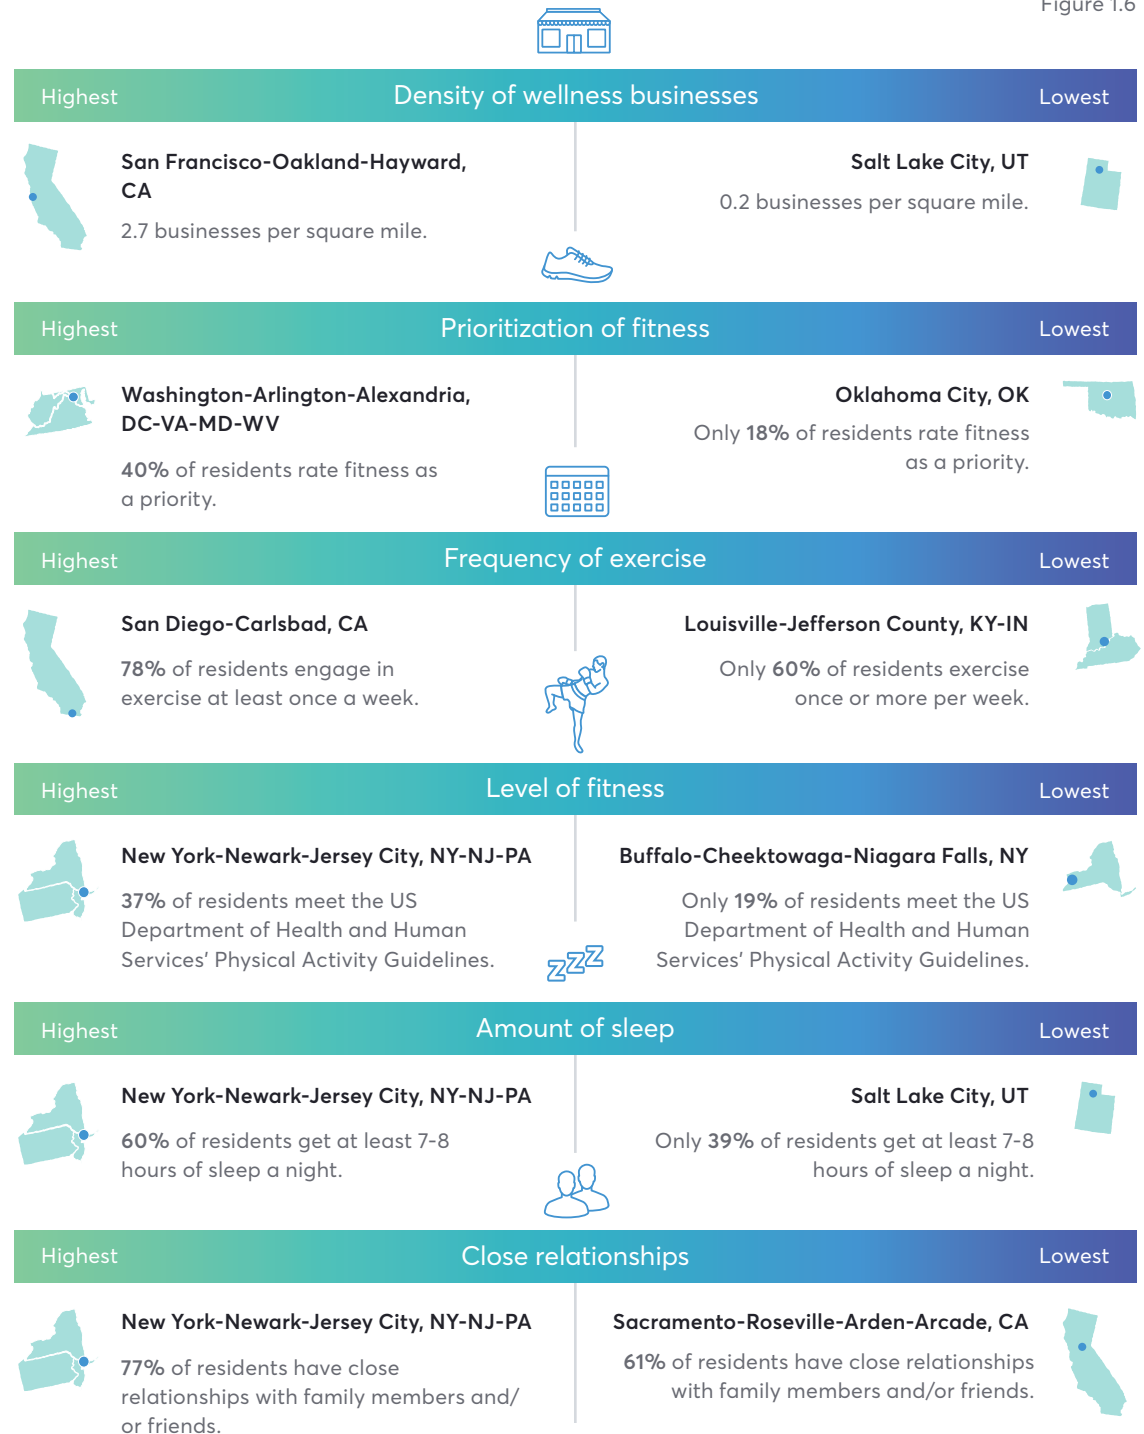 Figure 1.6
Highest
Density of wellness businesses
Lowest
San Francisco-Oakland-Hayward,
CA
2.7 businesses per square mile.
Salt Lake City, UT
0.2 businesses per square mile.
Highest
Prioritization of fitness
Lowest
Washington-Arlington-Alexandria,
DC-VA-MD-WV
40% of residents rate fitness as
a priority.
Oklahoma City, OK
Only 18% of residents rate fitness
as a priority.
Highest
Frequency of exercise
Lowest
San Diego-Carlsbad, CA
78% of residents engage in
exercise at least once a week.
Louisville-Jefferson County, KY-IN
Only 60% of residents exercise
once or more per week.
Highest
Level of fitness
Lowest
New York-Newark-Jersey City, NY-NJ-PA
37% of residents meet the US
Department of Health and Human
Services’ Physical Activity Guidelines.
Buffalo-Cheektowaga-Niagara Falls, NY
Only 19% of residents meet the US
Department of Health and Human
Services’ Physical Activity Guidelines.
zzz
Highest
Amount of sleep
Lowest
New York-Newark-Jersey City, NY-NJ-PA
60% of residents get at least 7-8
hours of sleep a night.
Salt Lake City, UT
Only 39% of residents get at least 7-8
hours of sleep a night.
Highest
Close relationships
Lowest
New York-Newark-Jersey City, NY-NJ-PA
77% of residents have close
relationships with family members and/
or friends.
Sacramento-Roseville-Arden-Arcade, CA
61% of residents have close relationships
with family members and/or friends.